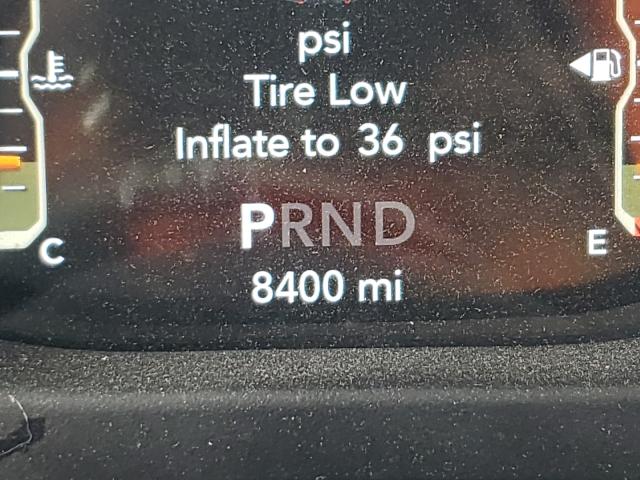 psi
Tire Low
Inflate to 36 psi
PRND
C
E
8400 mi